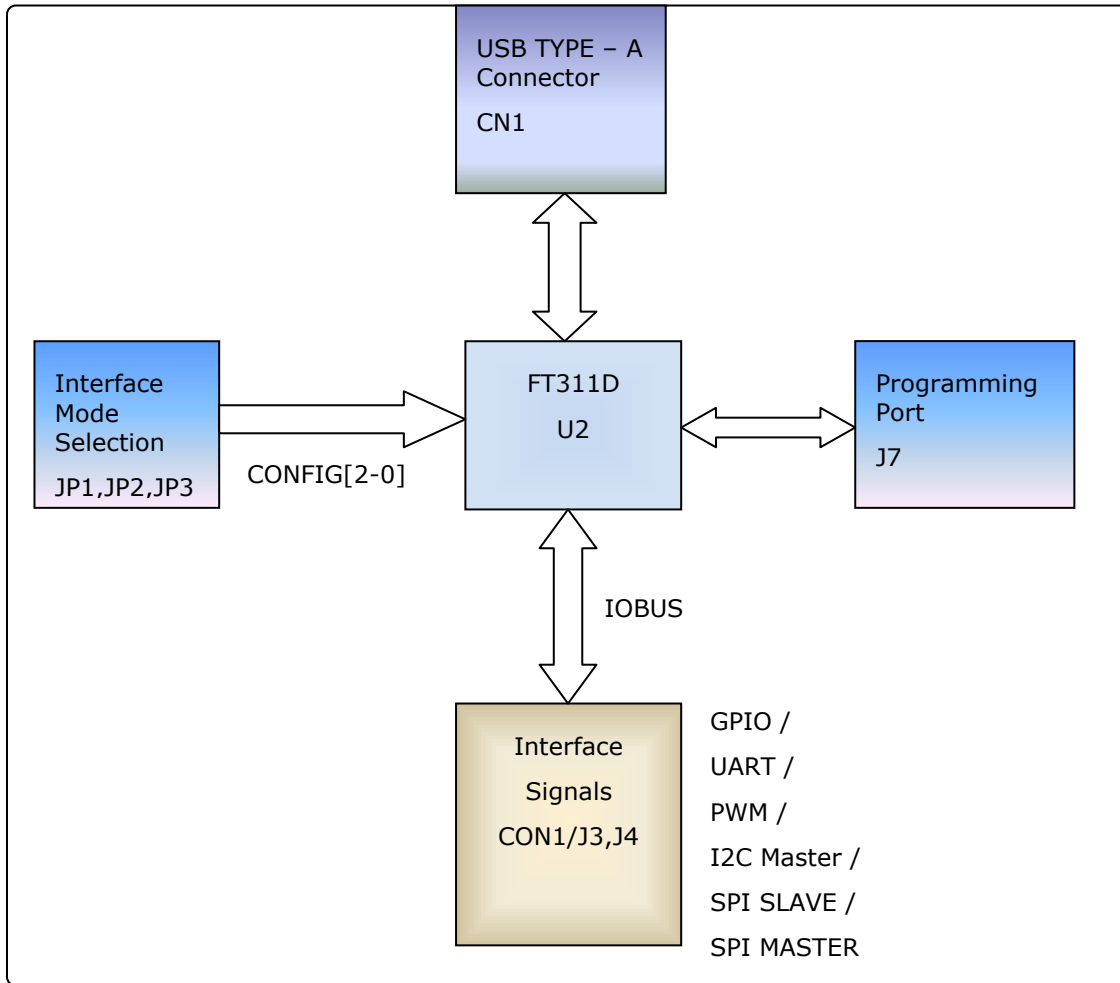 USB TYPE – A
Connector
CN1
Interface
Mode
Selection
JP1,JP2,JP3
CONFIG[2-0]
FT311D
U2
Programming
Port
J7
IOBUS
Interface
Signals
CON1/J3,J4
GPIO /
UART /
PWM /
I2C Master /
SPI SLAVE /
SPI MASTER